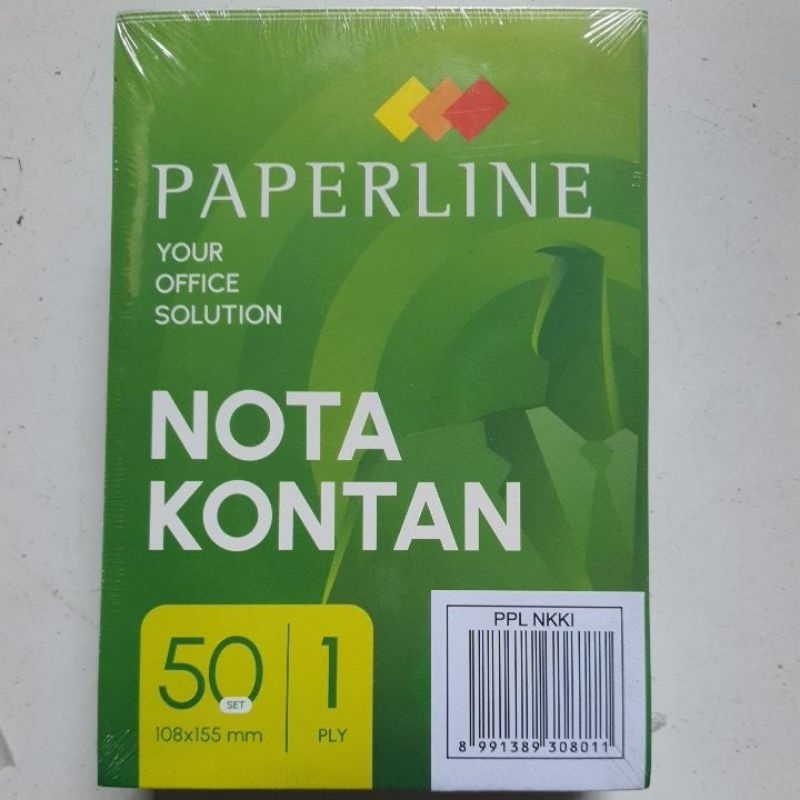 PAPERLINE
YOUR
OFFICE
SOLUTION
NOTA
KONTAN
50 SET
108x155 mm
1
PLY
PPL NKKI
8 991389 308011